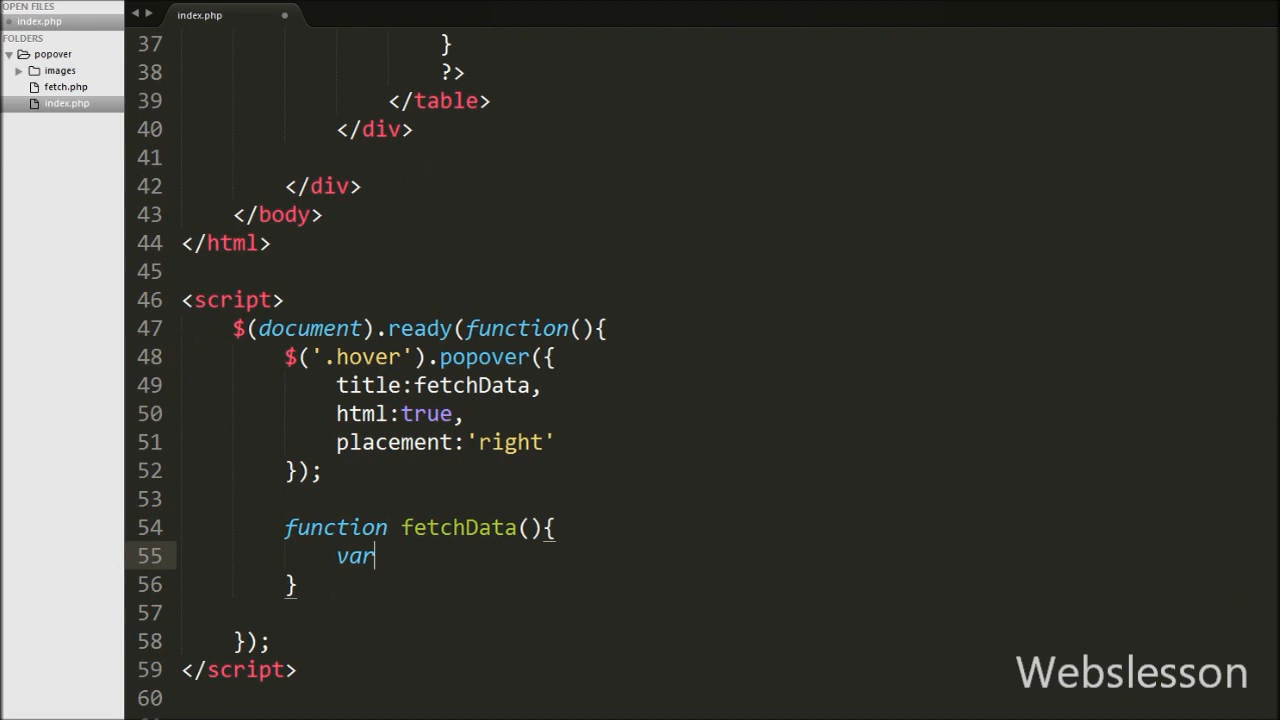 OPEN FILES
index.php
FOLDERS
popover
images
fetch.php
index.php
index.php
37 }
38 ?>
39 </table>
40 </div>
41
42 </div>
43 </body>
44 </html>
45
46 <script>
47 $(document).ready(function(){
48 $('.hover').popover({
49 title:fetchData,
50 html:true,
51 placement:'right'
52 });
53
54 function fetchData(){
55 var
56 }
57
58 });
59 </script>
60
Webslesson